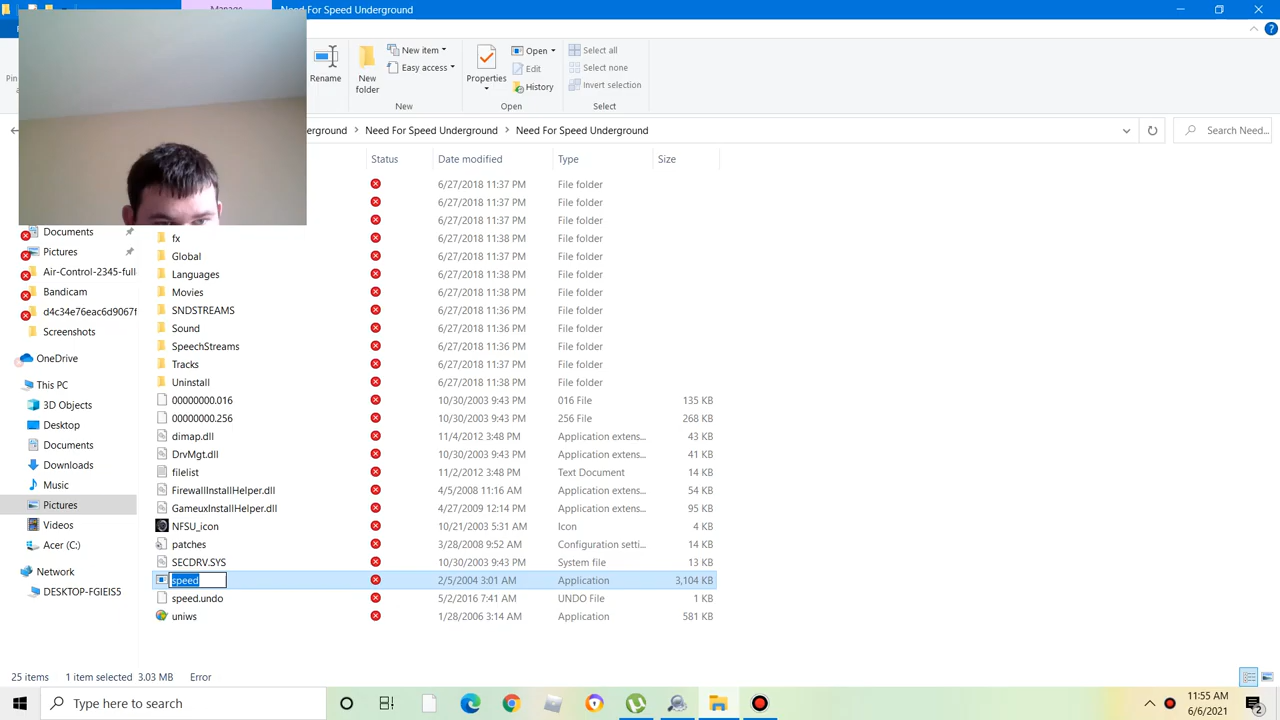 Manage
Need For Speed Underground
Rename
New folder
New item
Easy access
New
Properties
Open
Edit
History
Open
Select all
Select none
Invert selection
Select
erground > Need For Speed Underground > Need For Speed Underground
Search Need...
Status Date modified Type Size
6/27/2018 11:37 PM File folder
6/27/2018 11:37 PM File folder
6/27/2018 11:37 PM File folder
fx 6/27/2018 11:38 PM File folder
Global 6/27/2018 11:37 PM File folder
Languages 6/27/2018 11:38 PM File folder
Movies 6/27/2018 11:38 PM File folder
SNDSTREAMS 6/27/2018 11:36 PM File folder
Sound 6/27/2018 11:36 PM File folder
SpeechStreams 6/27/2018 11:36 PM File folder
Tracks 6/27/2018 11:37 PM File folder
Uninstall 6/27/2018 11:38 PM File folder
00000000.016 10/30/2003 9:43 PM 016 File 135 KB
00000000.256 10/30/2003 9:43 PM 256 File 268 KB
dimap.dll 11/4/2012 3:48 PM Application extens... 43 KB
DrvMgt.dll 10/30/2003 9:43 PM Application extens... 41 KB
filelist 11/2/2012 3:48 PM Text Document 14 KB
FirewallInstallHelper.dll 4/5/2008 11:16 AM Application extens... 54 KB
GameuxInstallHelper.dll 4/27/2009 12:14 PM Application extens... 95 KB
NFSU_icon 10/21/2003 5:31 AM Icon 4 KB
patches 3/28/2008 9:52 AM Configuration setti... 14 KB
SECDRV.SYS 10/30/2003 9:43 PM System file 13 KB
speed 2/5/2004 3:01 AM Application 3,104 KB
speed.undo 5/2/2016 7:41 AM UNDO File 1 KB
uniws 1/28/2006 3:14 AM Application 581 KB
Documents
Pictures
Air-Control-2345-full
Bandicam
d4c34e76eac6d9067f
Screenshots
OneDrive
This PC
3D Objects
Desktop
Documents
Downloads
Music
Pictures
Videos
Acer (C:)
Network
DESKTOP-FGIEIS5
25 items 1 item selected 3.03 MB Error
Type here to search
11:55 AM
6/6/2021
2